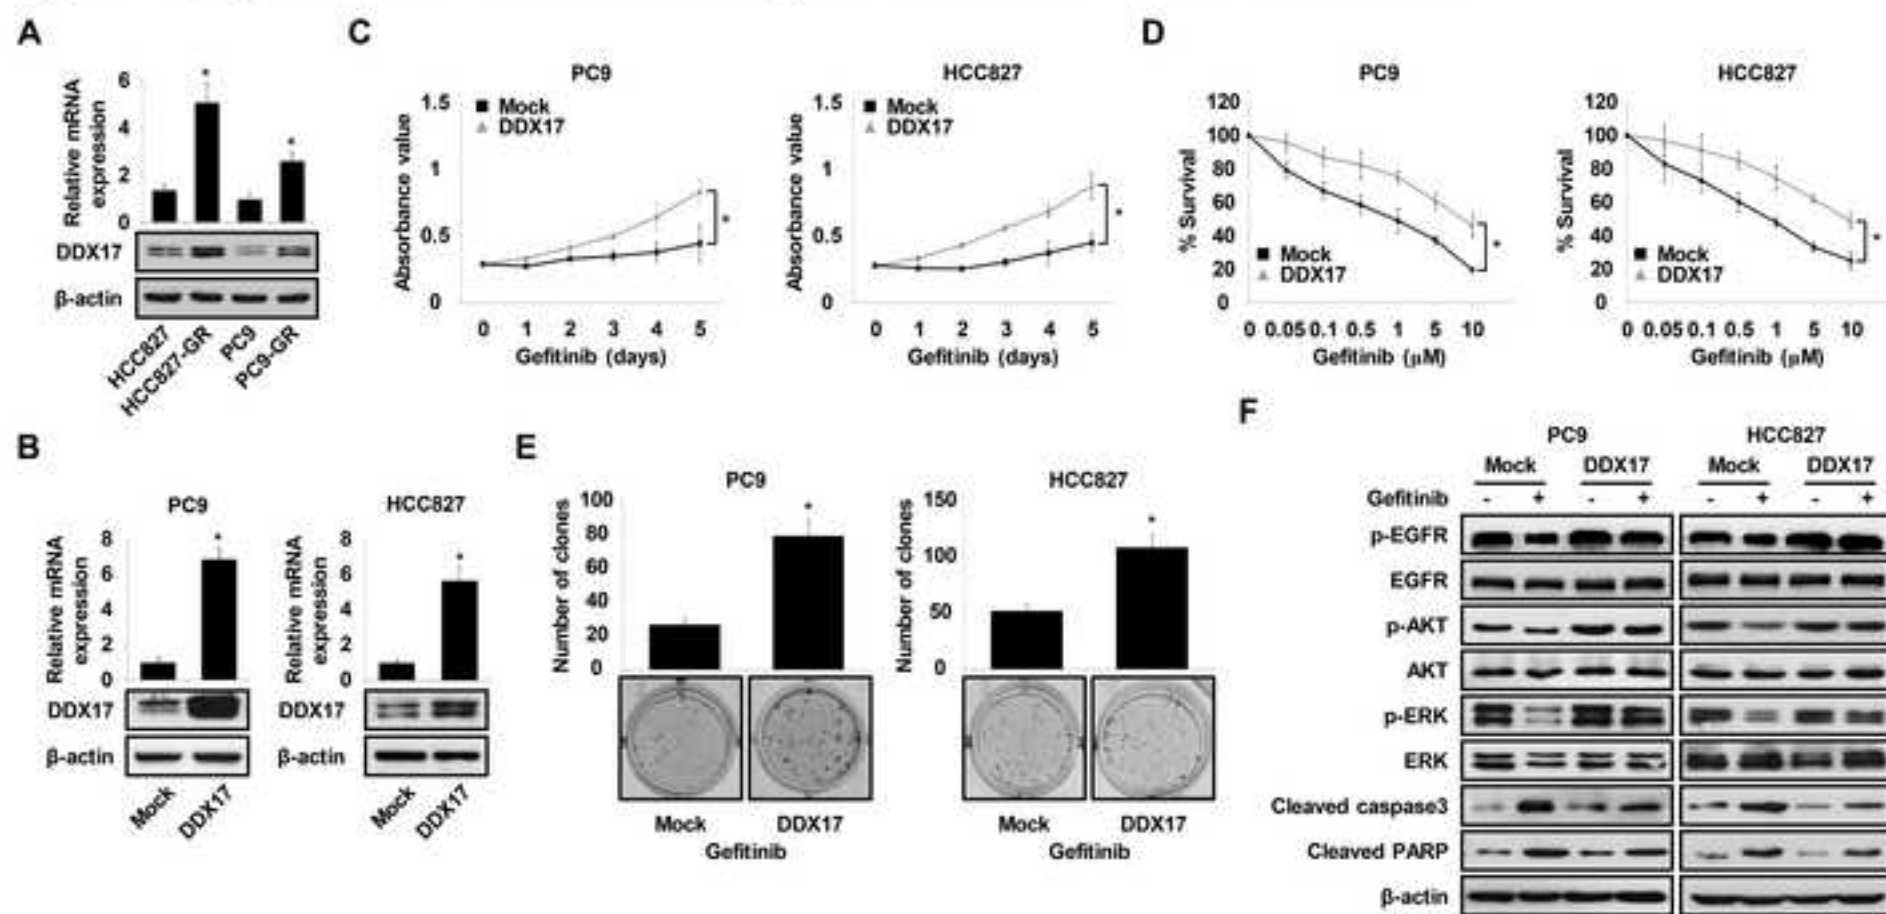 A
Relative mRNA
expression
6
4
2
0
*
*
DDX17
β-actin
HCC827
HCC827-GR
PC9
PC9-GR
B
PC9
Relative mRNA
expression
8
6
4
2
0
*
DDX17
β-actin
Mock
DDX17
HCC827
Relative mRNA
expression
8
6
4
2
0
*
DDX17
β-actin
Mock
DDX17
C
PC9
Absorbance value
1.5
1
0.5
0
Mock
DDX17
*
0 1 2 3 4 5
Gefitinib (days)
HCC827
Absorbance value
1.5
1
0.5
0
Mock
DDX17
*
0 1 2 3 4 5
Gefitinib (days)
D
PC9
% Survival
120
100
80
60
40
20
0
Mock
DDX17
*
0 0.05 0.1 0.5 1 5 10
Gefitinib (μM)
HCC827
% Survival
120
100
80
60
40
20
0
Mock
DDX17
*
0 0.05 0.1 0.5 1 5 10
Gefitinib (μM)
E
PC9
Number of clones
100
80
60
40
20
0
*
Mock DDX17
Gefitinib
HCC827
Number of clones
150
100
50
0
*
Mock DDX17
Gefitinib
F
PC9 HCC827
Mock DDX17 Mock DDX17
Gefitinib - + - + - + - +
p-EGFR
EGFR
p-AKT
AKT
p-ERK
ERK
Cleaved caspase3
Cleaved PARP
β-actin